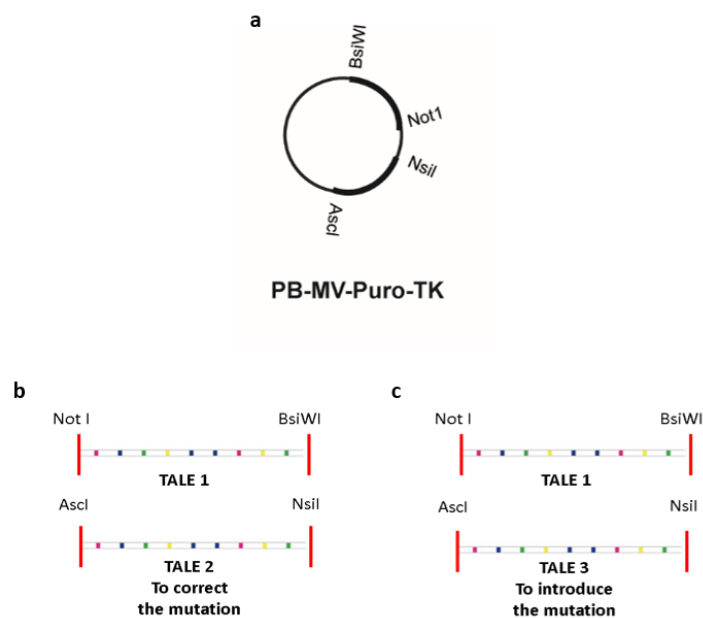 a
BsiWI
Not1
NsiI
AscI
PB-MV-Puro-TK
b
Not I
BsiWI
TALE 1
AscI
NsiI
TALE 2
To correct
the mutation
c
Not I
BsiWI
TALE 1
AscI
NsiI
TALE 3
To introduce
the mutation